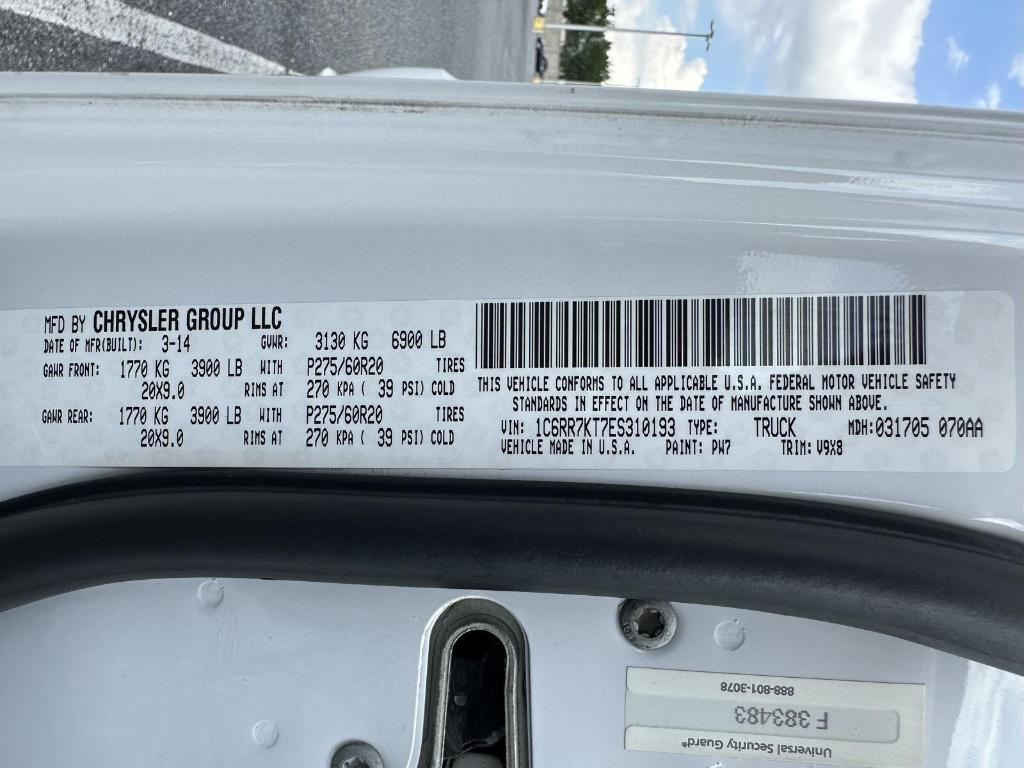 MFD BY CHRYSLER GROUP LLC
DATE OF MFR(BUILT): 3-14 GVWR: 3130 KG 6900 LB
GAWR FRONT: 1770 KG 3900 LB WITH P275/60R20 TIRES
20X9.0 RIMS AT 270 KPA ( 39 PSI) COLD
GAWR REAR: 1770 KG 3900 LB WITH P275/60R20 TIRES
20X9.0 RIMS AT 270 KPA ( 39 PSI) COLD
THIS VEHICLE CONFORMS TO ALL APPLICABLE U.S.A. FEDERAL MOTOR VEHICLE SAFETY
STANDARDS IN EFFECT ON THE DATE OF MANUFACTURE SHOWN ABOVE.
VIN: 1C6RR7KT7ES310193 TYPE: TRUCK MDH:031705 070AA
VEHICLE MADE IN U.S.A. PAINT: PW7 TRIM: V9X8
Universal Security Guard®
F 383483
888-801-3078